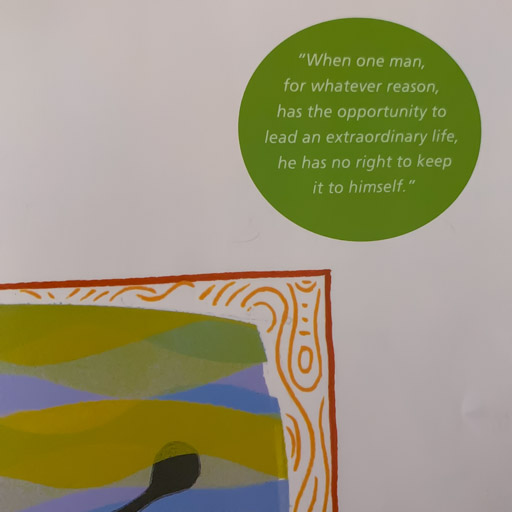 "When one man,
for whatever reason,
has the opportunity to
lead an extraordinary life,
he has no right to keep
it to himself."